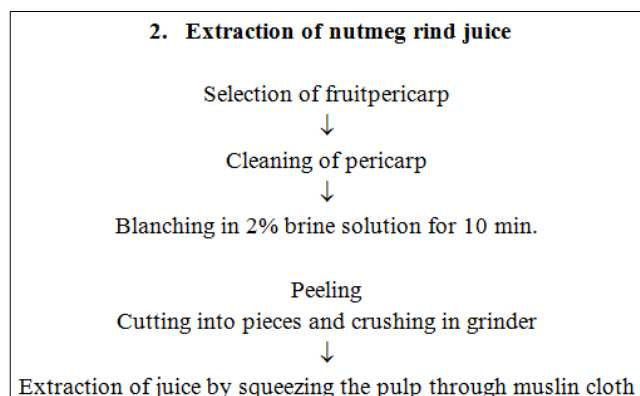 2. Extraction of nutmeg rind juice
Selection of fruitpericarp
↓
Cleaning of pericarp
↓
Blanching in 2% brine solution for 10 min.
Peeling
Cutting into pieces and crushing in grinder
↓
Extraction of juice by squeezing the pulp through muslin cloth